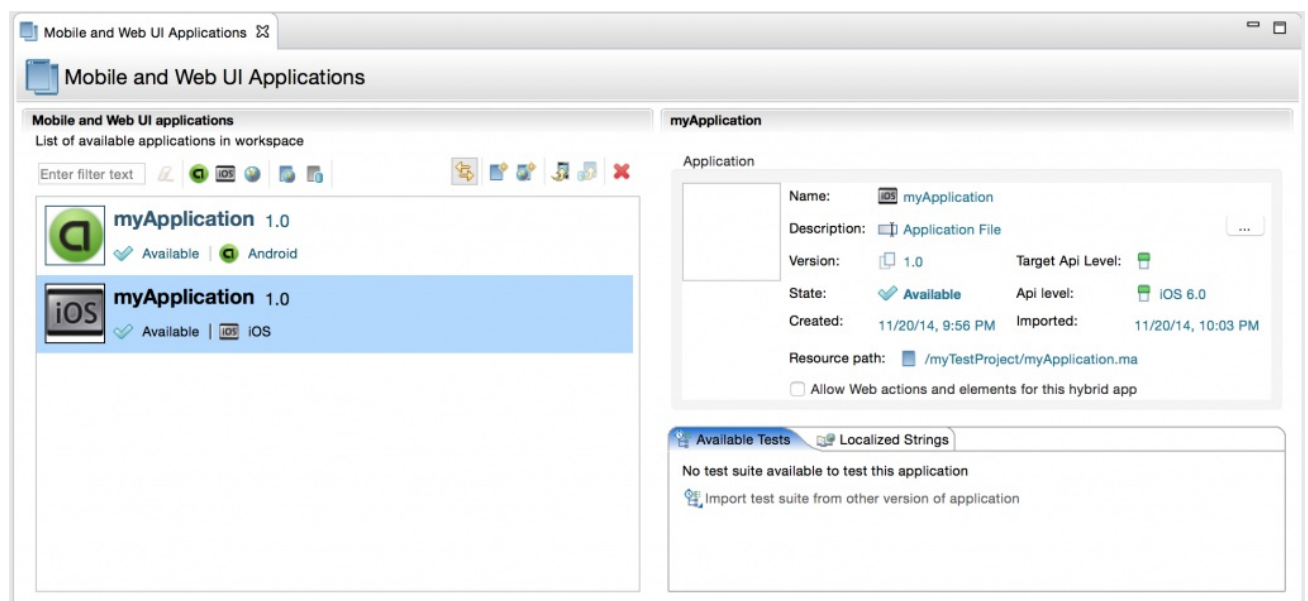 Mobile and Web UI Applications
Mobile and Web UI Applications
Mobile and Web UI applications
List of available applications in workspace
Enter filter text
a
iOS
a
myApplication 1.0
Available | a Android
iOS
myApplication 1.0
Available | iOS iOS
myApplication
Application
Name: iOS myApplication
Description: Application File ...
Version: 1.0 Target Api Level:
State: Available Api level: iOS 6.0
Created: 11/20/14, 9:56 PM Imported: 11/20/14, 10:03 PM
Resource path: /myTestProject/myApplication.ma
Allow Web actions and elements for this hybrid app
Available Tests Localized Strings
No test suite available to test this application
Import test suite from other version of application